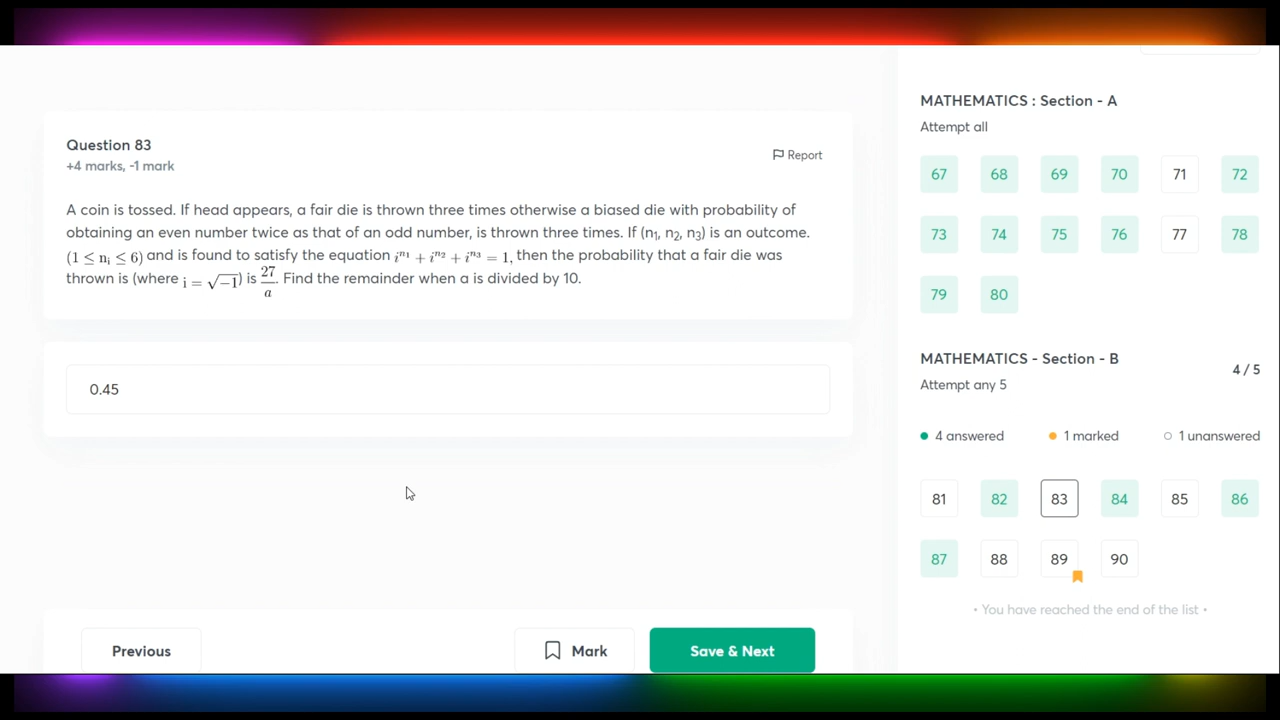 Question 83
+4 marks, -1 mark
Report
A coin is tossed. If head appears, a fair die is thrown three times otherwise a biased die with probability of
obtaining an even number twice as that of an odd number, is thrown three times. If (n₁, n₂, n₃) is an outcome.
(1 ≤ nᵢ ≤ 6) and is found to satisfy the equation i^{n₁} + i^{n₂} + i^{n₃} = 1, then the probability that a fair die was
thrown is (where i = √−1) is 27/a. Find the remainder when a is divided by 10.
0.45
Previous
Mark
Save & Next
MATHEMATICS : Section - A
Attempt all
67 68 69 70 71 72
73 74 75 76 77 78
79 80
MATHEMATICS - Section - B
4 / 5
Attempt any 5
4 answered 1 marked 1 unanswered
81 82 83 84 85 86
87 88 89 90
• You have reached the end of the list •